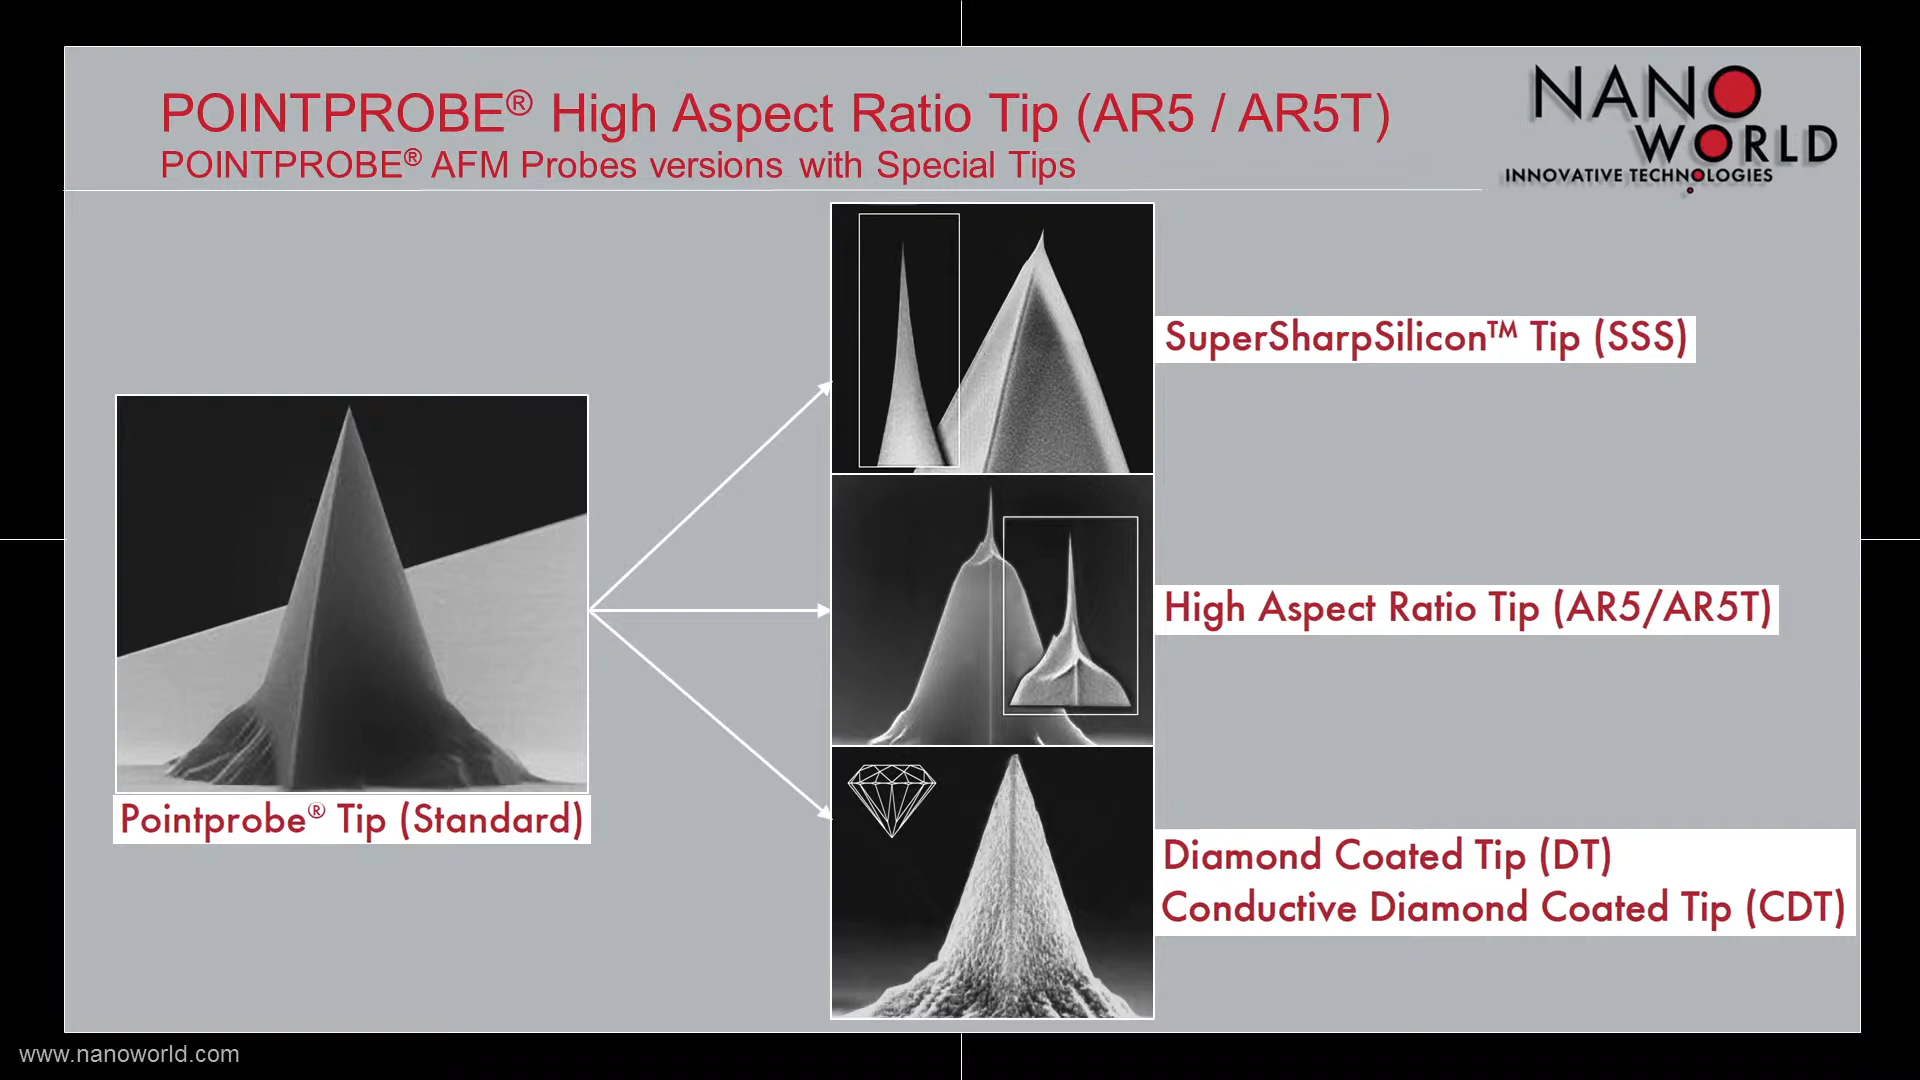 POINTPROBE® High Aspect Ratio Tip (AR5 / AR5T)
POINTPROBE® AFM Probes versions with Special Tips
NANO
WORLD
INNOVATIVE TECHNOLOGIES
SuperSharpSilicon™ Tip (SSS)
High Aspect Ratio Tip (AR5/AR5T)
Pointprobe® Tip (Standard)
Diamond Coated Tip (DT)
Conductive Diamond Coated Tip (CDT)
www.nanoworld.com